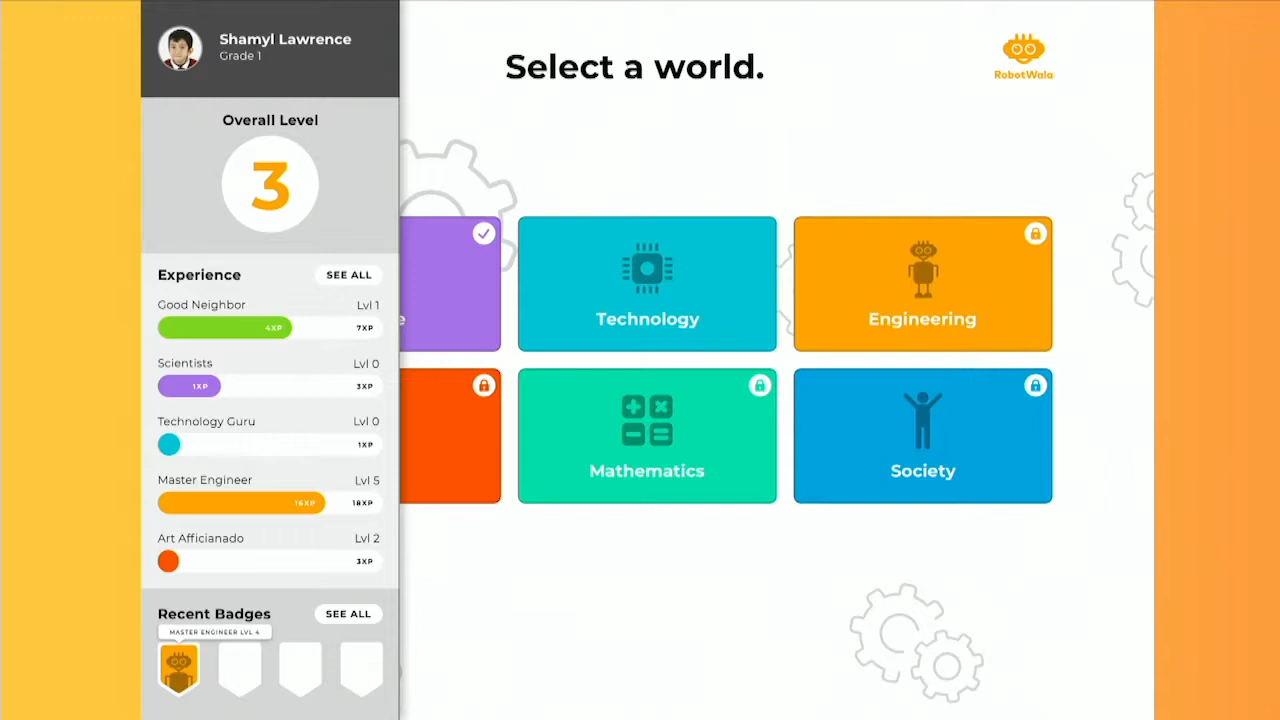 Shamyl Lawrence
Grade 1
Select a world.
RobotWala
Overall Level
3
Experience
SEE ALL
Good Neighbor
Lvl 1
4XP
7XP
Scientists
Lvl 0
1XP
3XP
Technology Guru
Lvl 0
1XP
Master Engineer
Lvl 5
16XP
18XP
Art Afficianado
Lvl 2
3XP
Recent Badges
SEE ALL
MASTER ENGINEER LVL 4
e
Technology
Engineering
Mathematics
Society